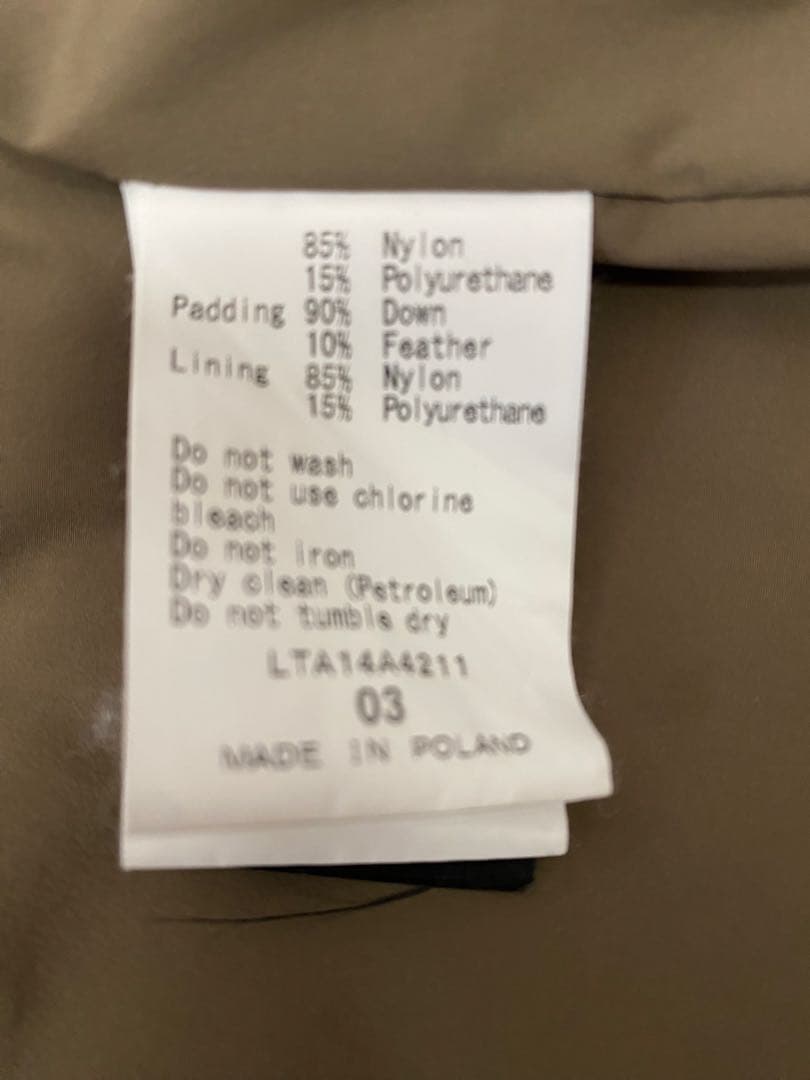 85% Nylon
15% Polyurethane
Padding 90% Down
10% Feather
Lining 85% Nylon
15% Polyurethane
Do not wash
Do not use chlorine
bleach
Do not iron
Dry clean (Petroleum)
Do not tumble dry
LTA14A4211
03
MADE IN POLAND